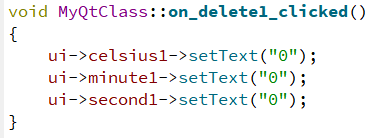 void MyQtClass::on_delete1_clicked()
{
    ui->celsius1->setText("0");
    ui->minute1->setText("0");
    ui->second1->setText("0");
}